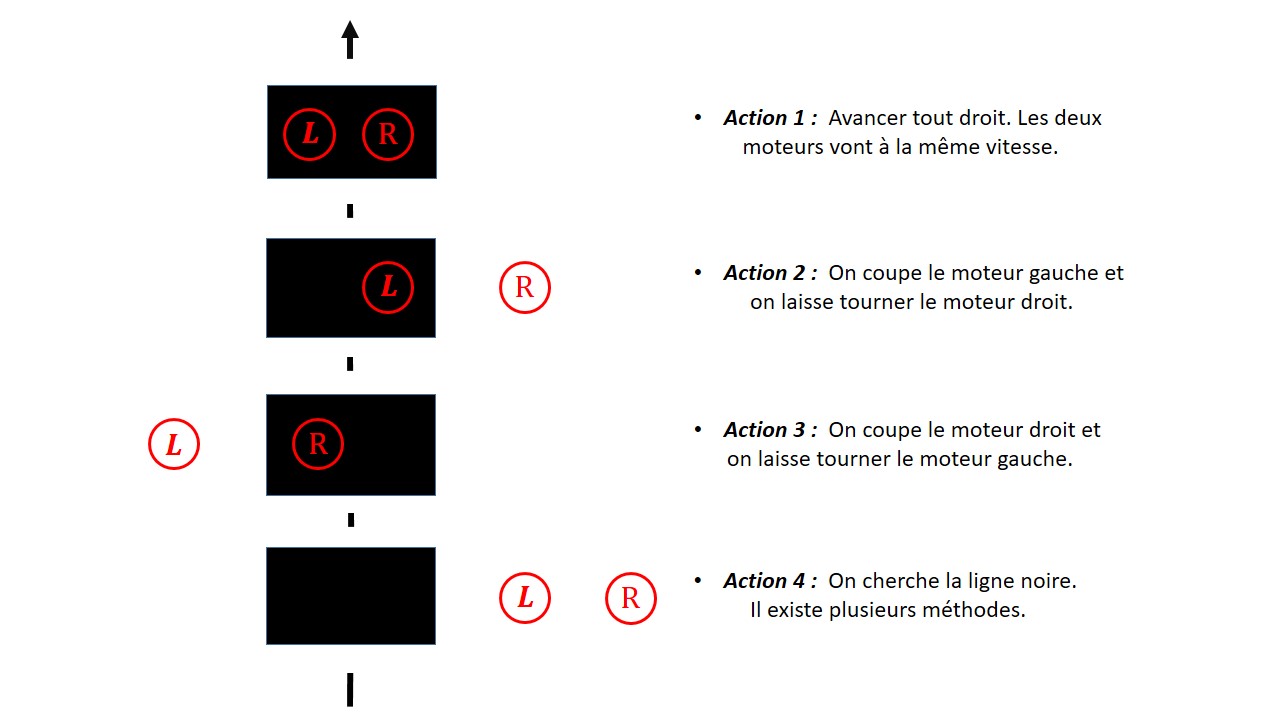 L R
• Action 1 : Avancer tout droit. Les deux
moteurs vont à la même vitesse.
L R
• Action 2 : On coupe le moteur gauche et
on laisse tourner le moteur droit.
L R
• Action 3 : On coupe le moteur droit et
on laisse tourner le moteur gauche.
L R
• Action 4 : On cherche la ligne noire.
Il existe plusieurs méthodes.